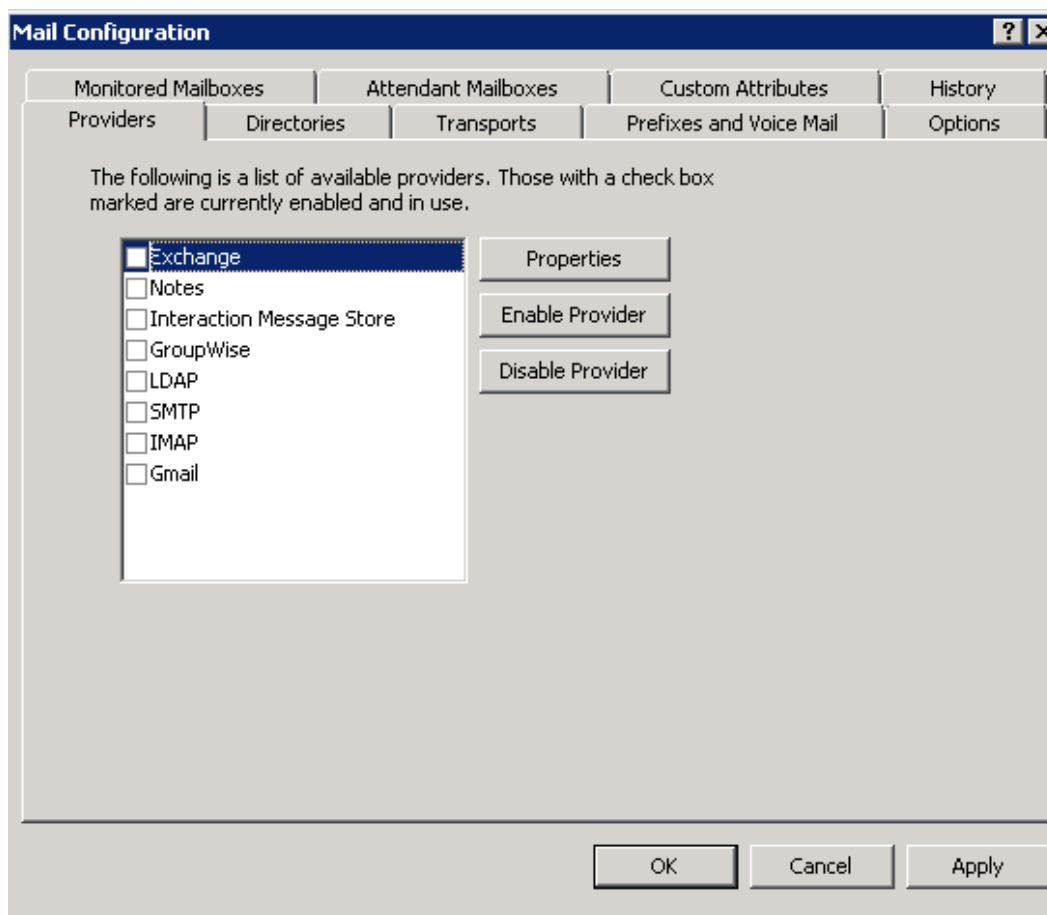 Mail Configuration
Monitored Mailboxes Attendant Mailboxes Custom Attributes History
Providers Directories Transports Prefixes and Voice Mail Options
The following is a list of available providers. Those with a check box
marked are currently enabled and in use.
Exchange
Notes
Interaction Message Store
GroupWise
LDAP
SMTP
IMAP
Gmail
Properties
Enable Provider
Disable Provider
OK Cancel Apply